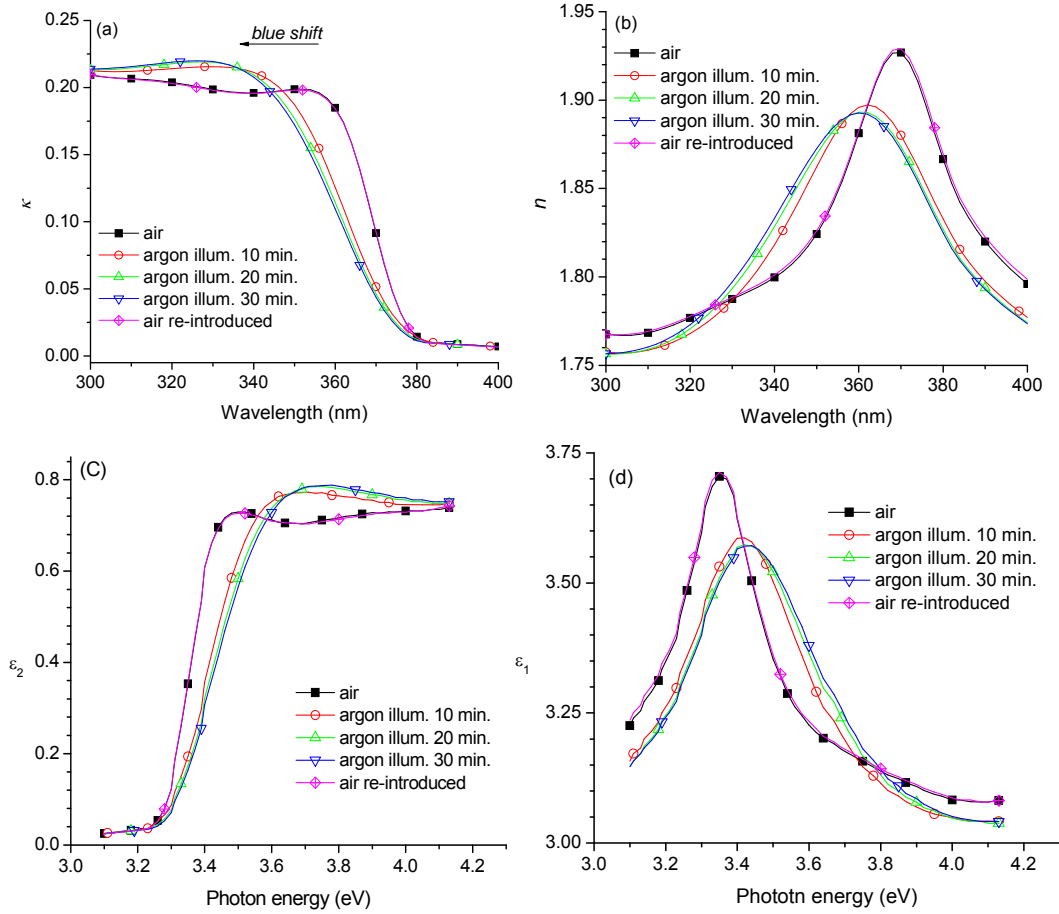 (a)
blue shift
0.25
0.20
0.15
0.10
0.05
0.00
κ
air
argon illum. 10 min.
argon illum. 20 min.
argon illum. 30 min.
air re-introduced
300 320 340 360 380 400
Wavelength (nm)
(b)
1.95
1.90
1.85
1.80
1.75
n
air
argon illum. 10 min.
argon illum. 20 min.
argon illum. 30 min.
air re-introduced
300 320 340 360 380 400
Wavelength (nm)
(C)
0.8
0.6
0.4
0.2
0.0
ε2
air
argon illum. 10 min.
argon illum. 20 min.
argon illum. 30 min.
air re-introduced
3.0 3.2 3.4 3.6 3.8 4.0 4.2
Photon energy (eV)
(d)
3.75
3.50
3.25
3.00
ε1
air
argon illum. 10 min.
argon illum. 20 min.
argon illum. 30 min.
air re-introduced
3.0 3.2 3.4 3.6 3.8 4.0 4.2
Phototn energy (eV)